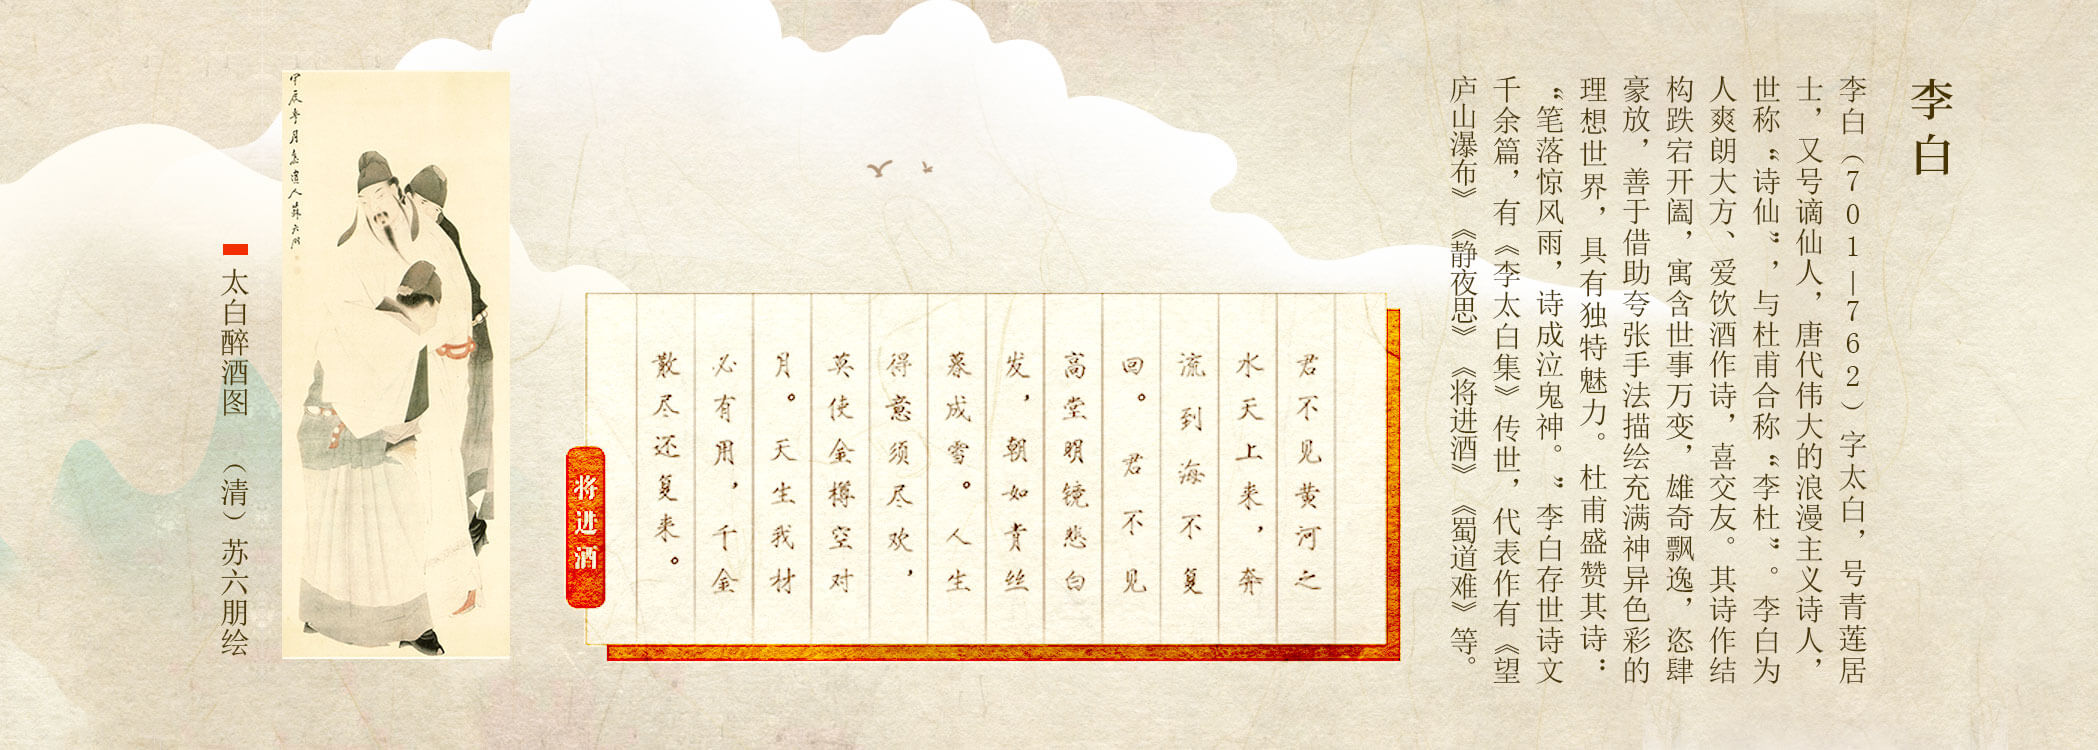 李白
李白（701—762）字太白，号青莲居
士，又号谪仙人，唐代伟大的浪漫主义诗人，
世称“诗仙”，与杜甫合称“李杜”。李白为
人爽朗大方、爱饮酒作诗，喜交友。其诗作结
构跌宕开阖，寓含世事万变，雄奇飘逸，恣肆
豪放，善于借助夸张手法描绘充满神异色彩的
理想世界，具有独特魅力。杜甫盛赞其诗：
“笔落惊风雨，诗成泣鬼神。”李白存世诗文
千余篇，有《李太白集》传世，代表作有《望
庐山瀑布》《静夜思》《将进酒》《蜀道难》等。
君不见黄河之
水天上来，奔
流到海不复
回。君不见
高堂明镜悲白
发，朝如青丝
暮成雪。人生
得意须尽欢，
莫使金樽空对
月。天生我材
必有用，千金
散尽还复来。
将进酒
甲辰月道人蘇六朋
太白醉酒图 （清）苏六朋绘